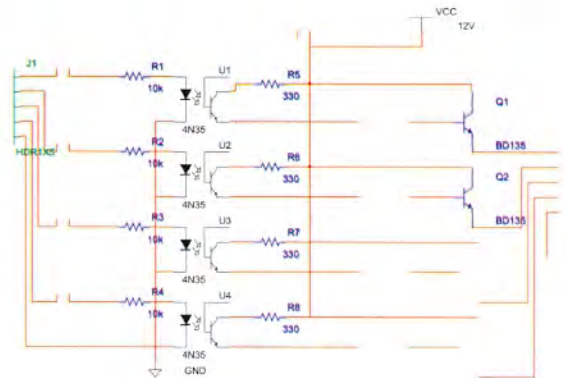 VCC
12V
J1
R1
10k
U1
4N35
R5
330
Q1
BD135
HDR1X5
R2
10k
U2
4N35
R6
330
Q2
BD135
R3
10k
U3
4N35
R7
330
R4
10k
U4
4N35
R8
330
GND